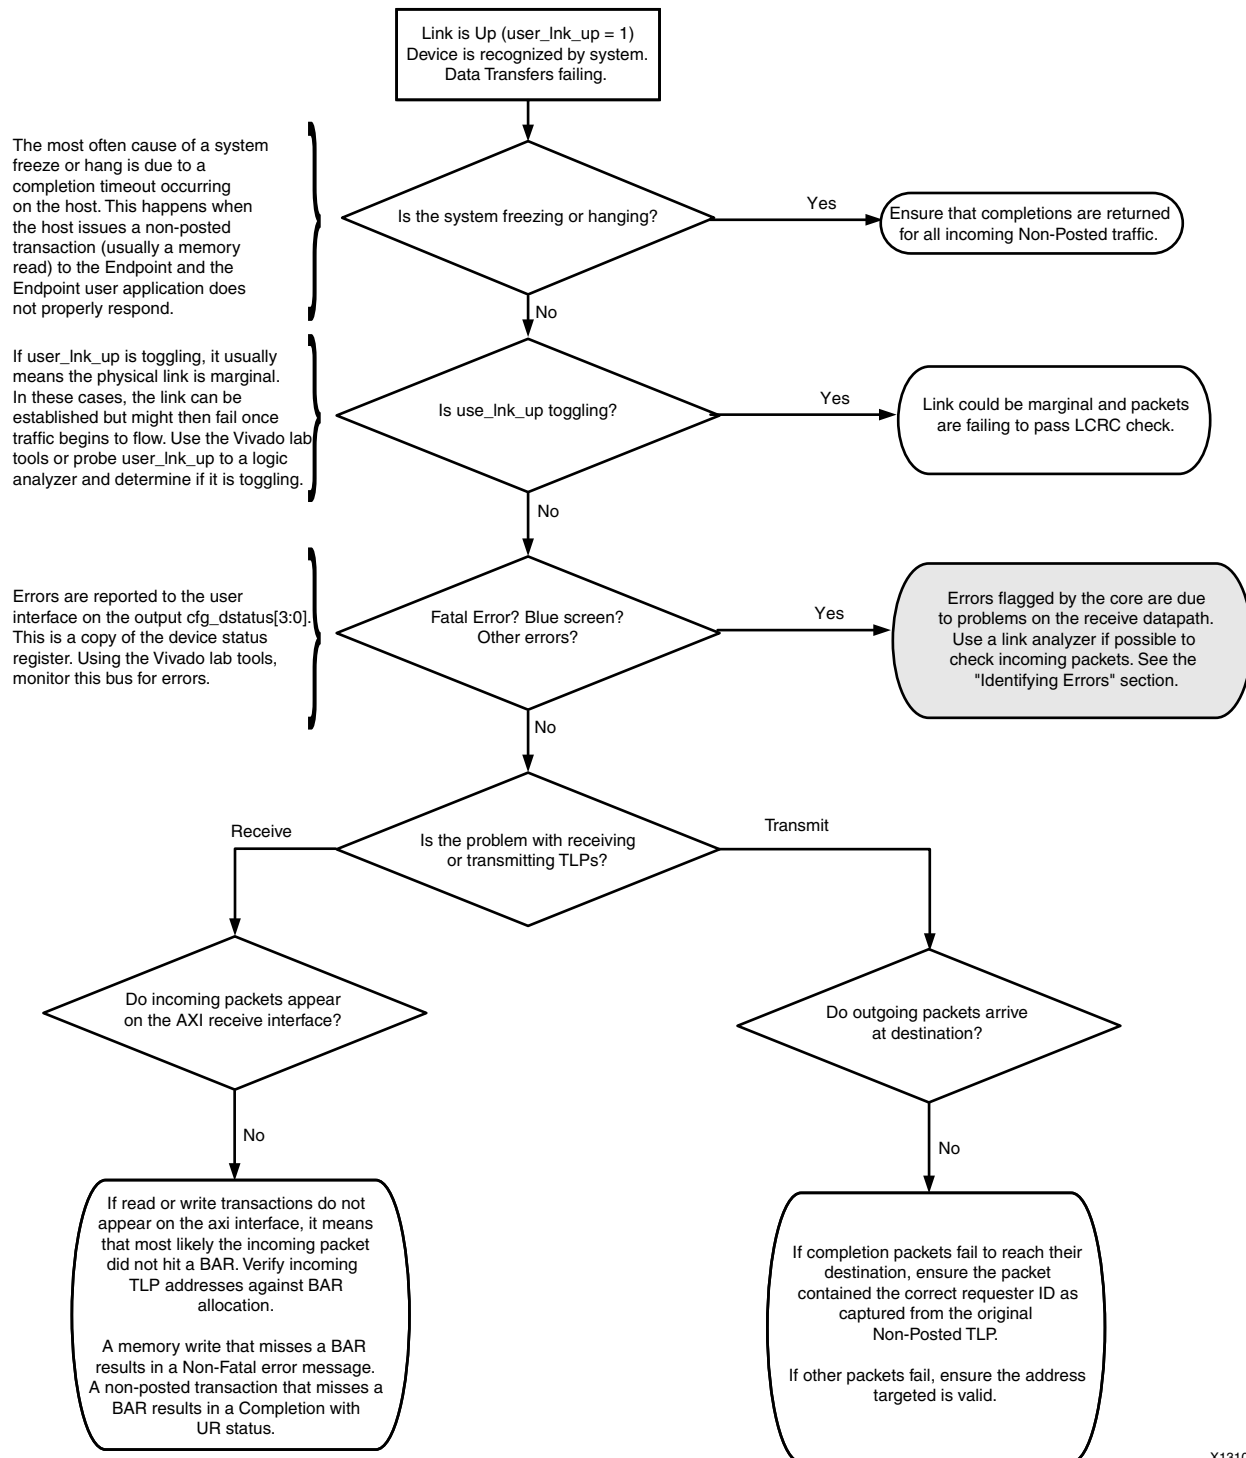 Link is Up (user_lnk_up = 1)
Device is recognized by system.
Data Transfers failing.
The most often cause of a system
freeze or hang is due to a
completion timeout occurring
on the host. This happens when
the host issues a non-posted
transaction (usually a memory
read) to the Endpoint and the
Endpoint user application does
not properly respond.
Is the system freezing or hanging?
Yes
Ensure that completions are returned
for all incoming Non-Posted traffic.
No
If user_lnk_up is toggling, it usually
means the physical link is marginal.
In these cases, the link can be
established but might then fail once
traffic begins to flow. Use the Vivado lab
tools or probe user_lnk_up to a logic
analyzer and determine if it is toggling.
Is use_lnk_up toggling?
Yes
Link could be marginal and packets
are failing to pass LCRC check.
No
Errors are reported to the user
interface on the output cfg_dstatus[3:0].
This is a copy of the device status
register. Using the Vivado lab tools,
monitor this bus for errors.
Fatal Error? Blue screen?
Other errors?
Yes
Errors flagged by the core are due
to problems on the receive datapath.
Use a link analyzer if possible to
check incoming packets. See the
"Identifying Errors" section.
No
Is the problem with receiving
or transmitting TLPs?
Receive
Transmit
Do incoming packets appear
on the AXI receive interface?
Do outgoing packets arrive
at destination?
No
No
If read or write transactions do not
appear on the axi interface, it means
that most likely the incoming packet
did not hit a BAR. Verify incoming
TLP addresses against BAR
allocation.
A memory write that misses a BAR
results in a Non-Fatal error message.
A non-posted transaction that misses a
BAR results in a Completion with
UR status.
If completion packets fail to reach their
destination, ensure the packet
contained the correct requester ID as
captured from the original
Non-Posted TLP.
If other packets fail, ensure the address
targeted is valid.